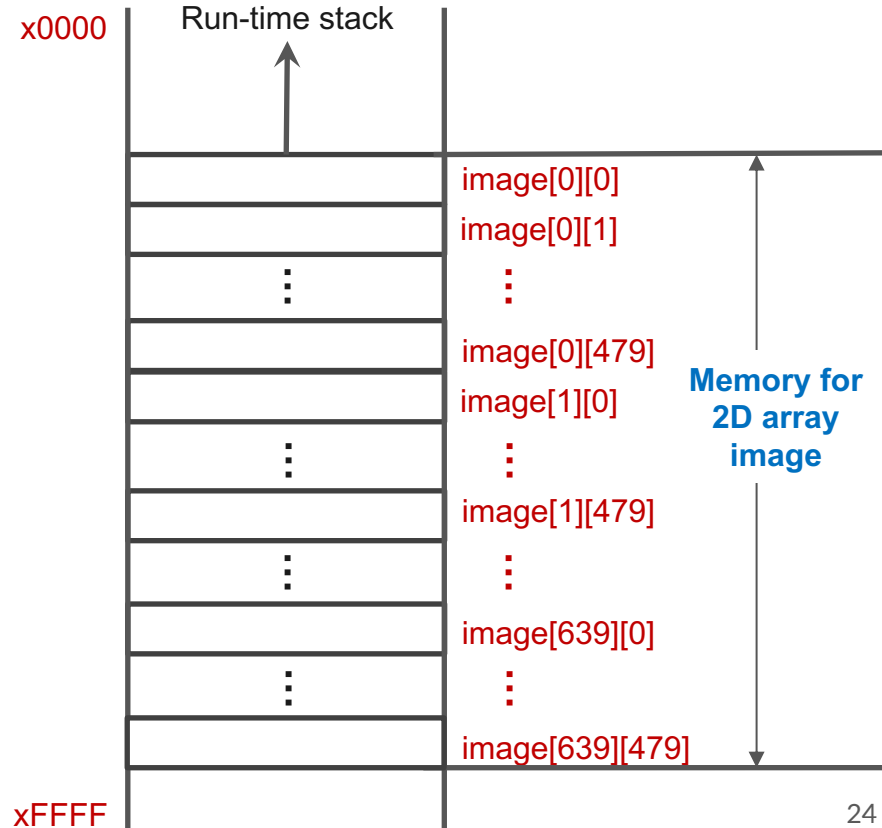 Run-time stack
x0000
image[0][0]
image[0][1]
⋮ ⋮
image[0][479]
image[1][0]
⋮ ⋮
image[1][479]
⋮ ⋮
image[639][0]
⋮ ⋮
image[639][479]
Memory for
2D array
image
xFFFF
24